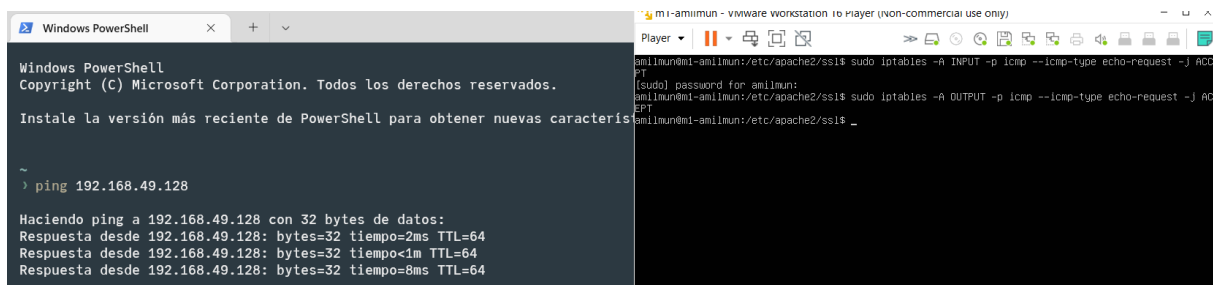 Windows PowerShell
Windows PowerShell
Copyright (C) Microsoft Corporation. Todos los derechos reservados.
Instale la versión más reciente de PowerShell para obtener nuevas característ
~
❯ ping 192.168.49.128
Haciendo ping a 192.168.49.128 con 32 bytes de datos:
Respuesta desde 192.168.49.128: bytes=32 tiempo=2ms TTL=64
Respuesta desde 192.168.49.128: bytes=32 tiempo<1m TTL=64
Respuesta desde 192.168.49.128: bytes=32 tiempo=8ms TTL=64
m1-amilmun - VMware Workstation 16 Player (Non-commercial use only)
Player
amilmun@m1-amilmun:/etc/apache2/ssl$ sudo iptables -A INPUT -p icmp --icmp-type echo-request -j ACC
PT
[sudo] password for amilmun:
amilmun@m1-amilmun:/etc/apache2/ssl$ sudo iptables -A OUTPUT -p icmp --icmp-type echo-request -j AC
EPT
amilmun@m1-amilmun:/etc/apache2/ssl$ _